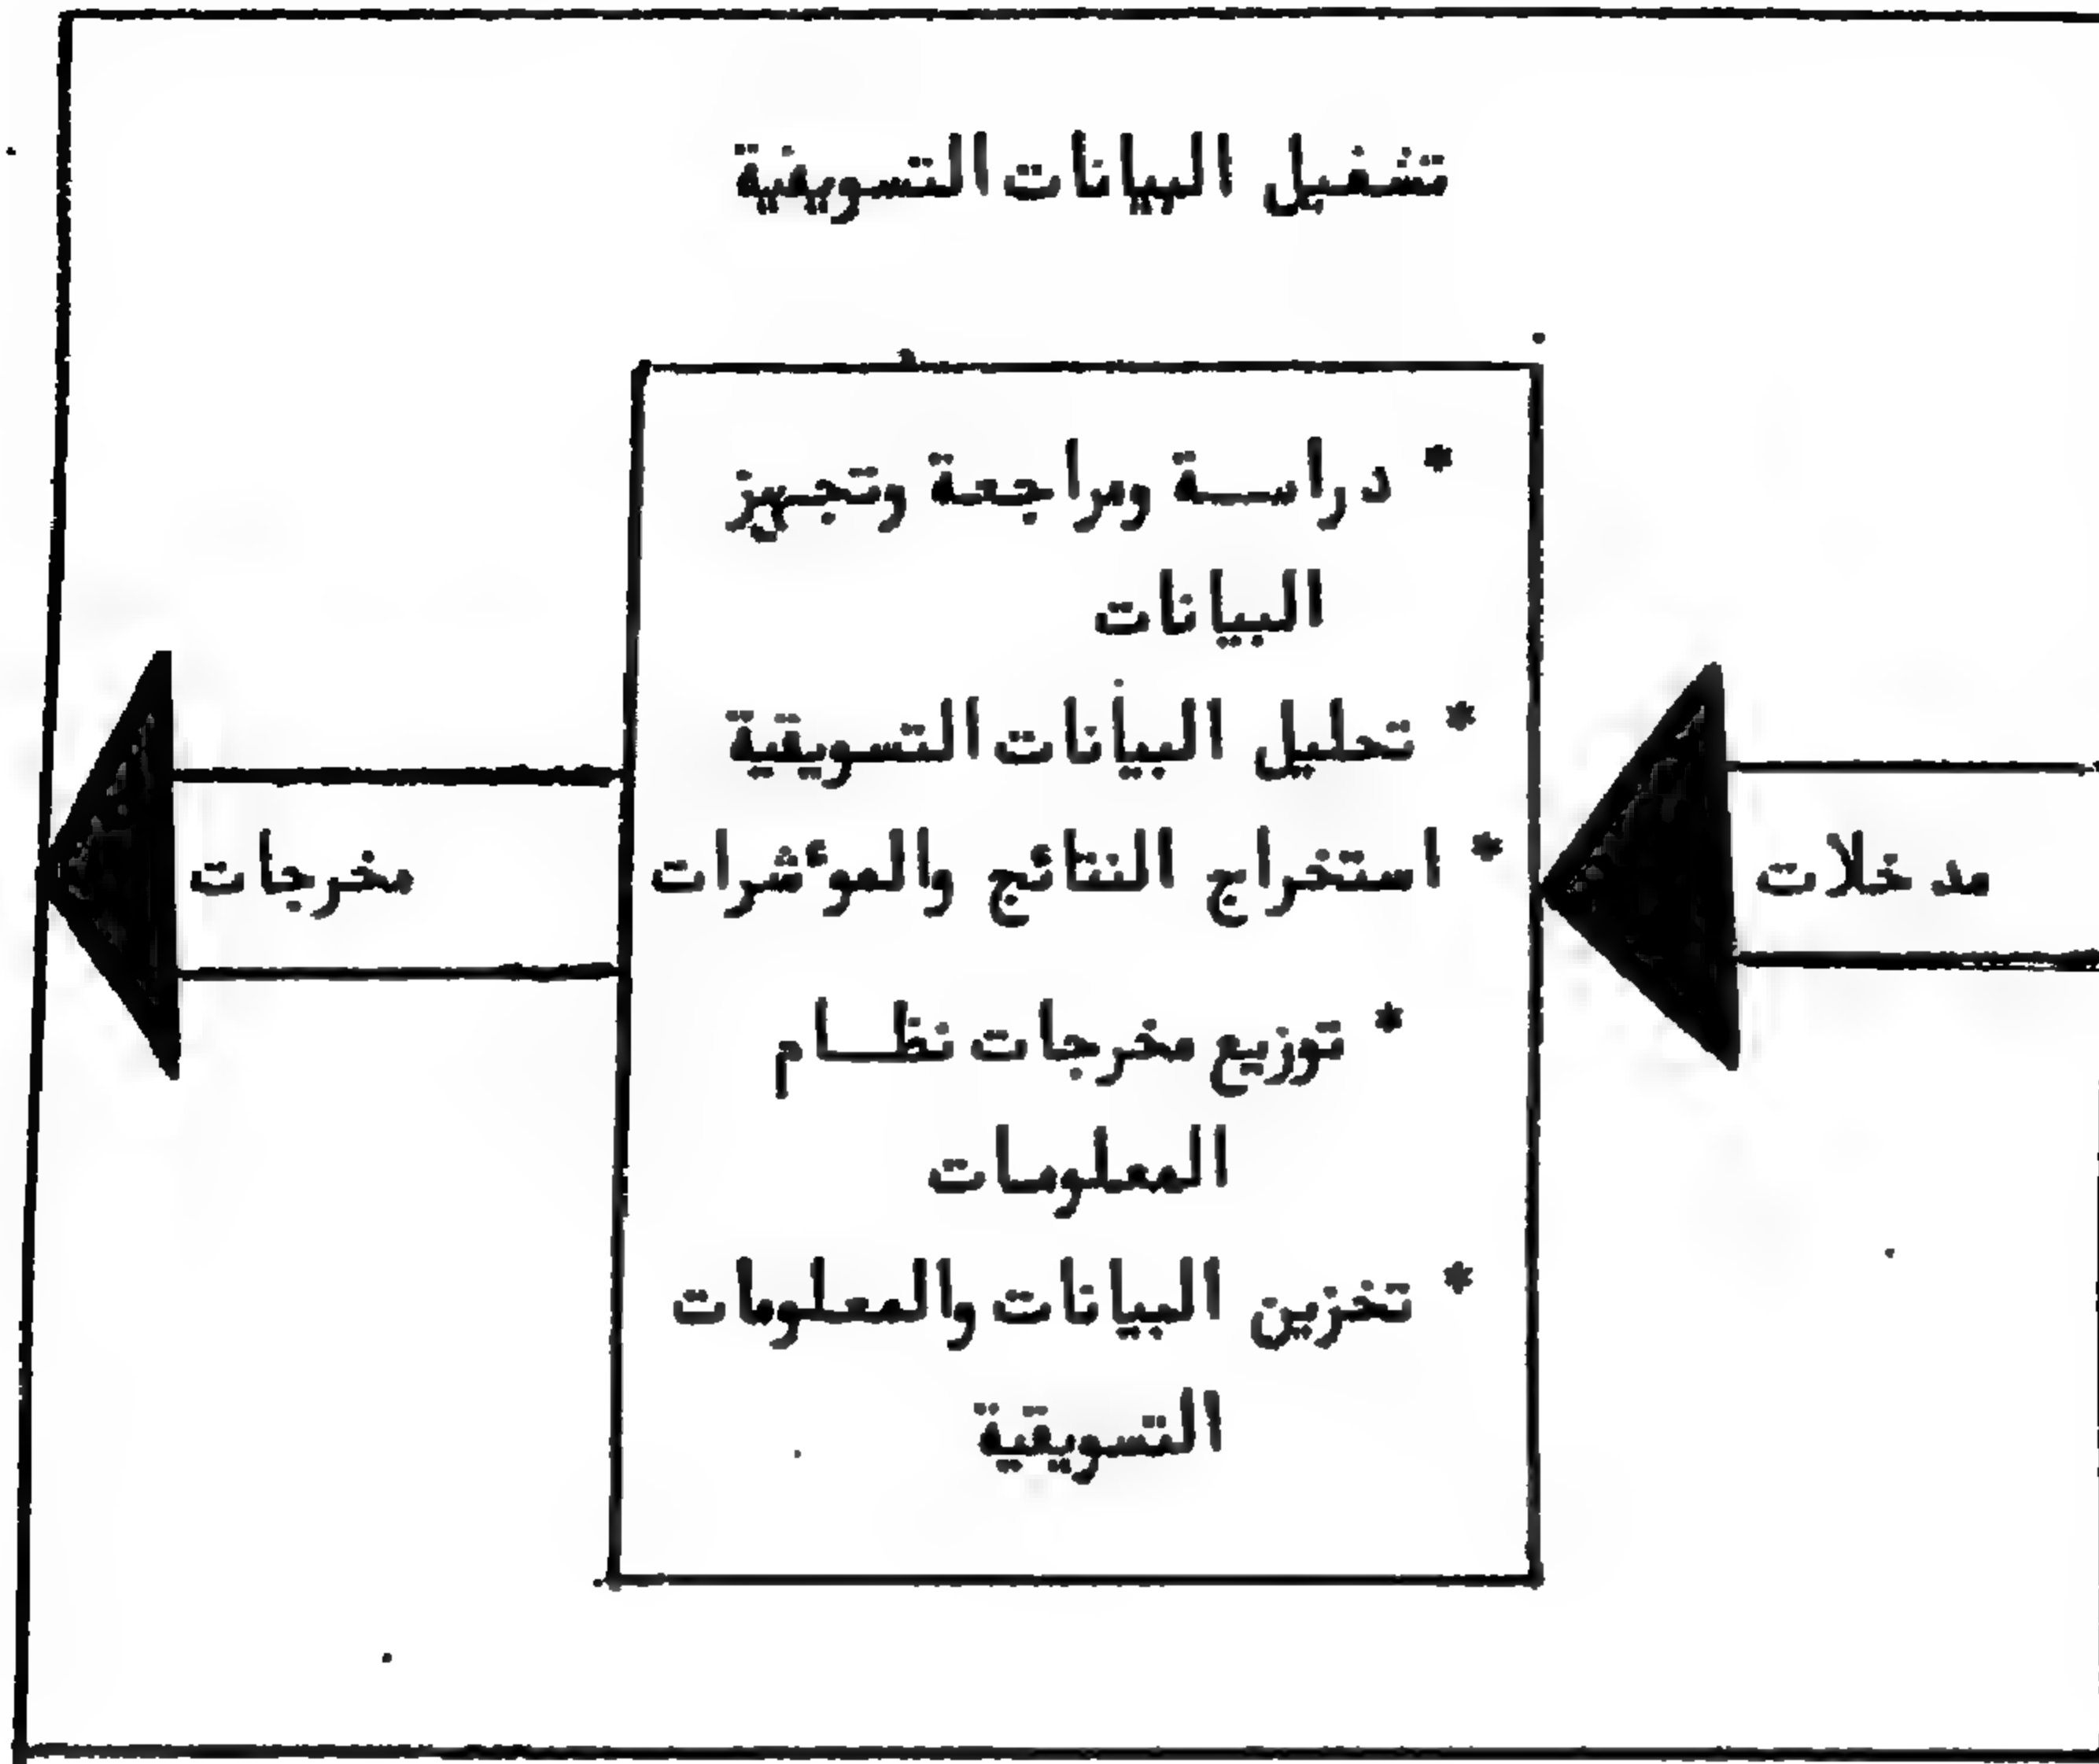 تشغيل البيانات التسويقية
* دراسة ومراجعة وتجهيز
البيانات
* تحليل البيانات التسويقية
مدخلات
* استخراج النتائج والموءشرات
مخرجات
* توزيع مخرجات نظام
المعلومات
* تخزين البيانات والمعلومات
التسويقية